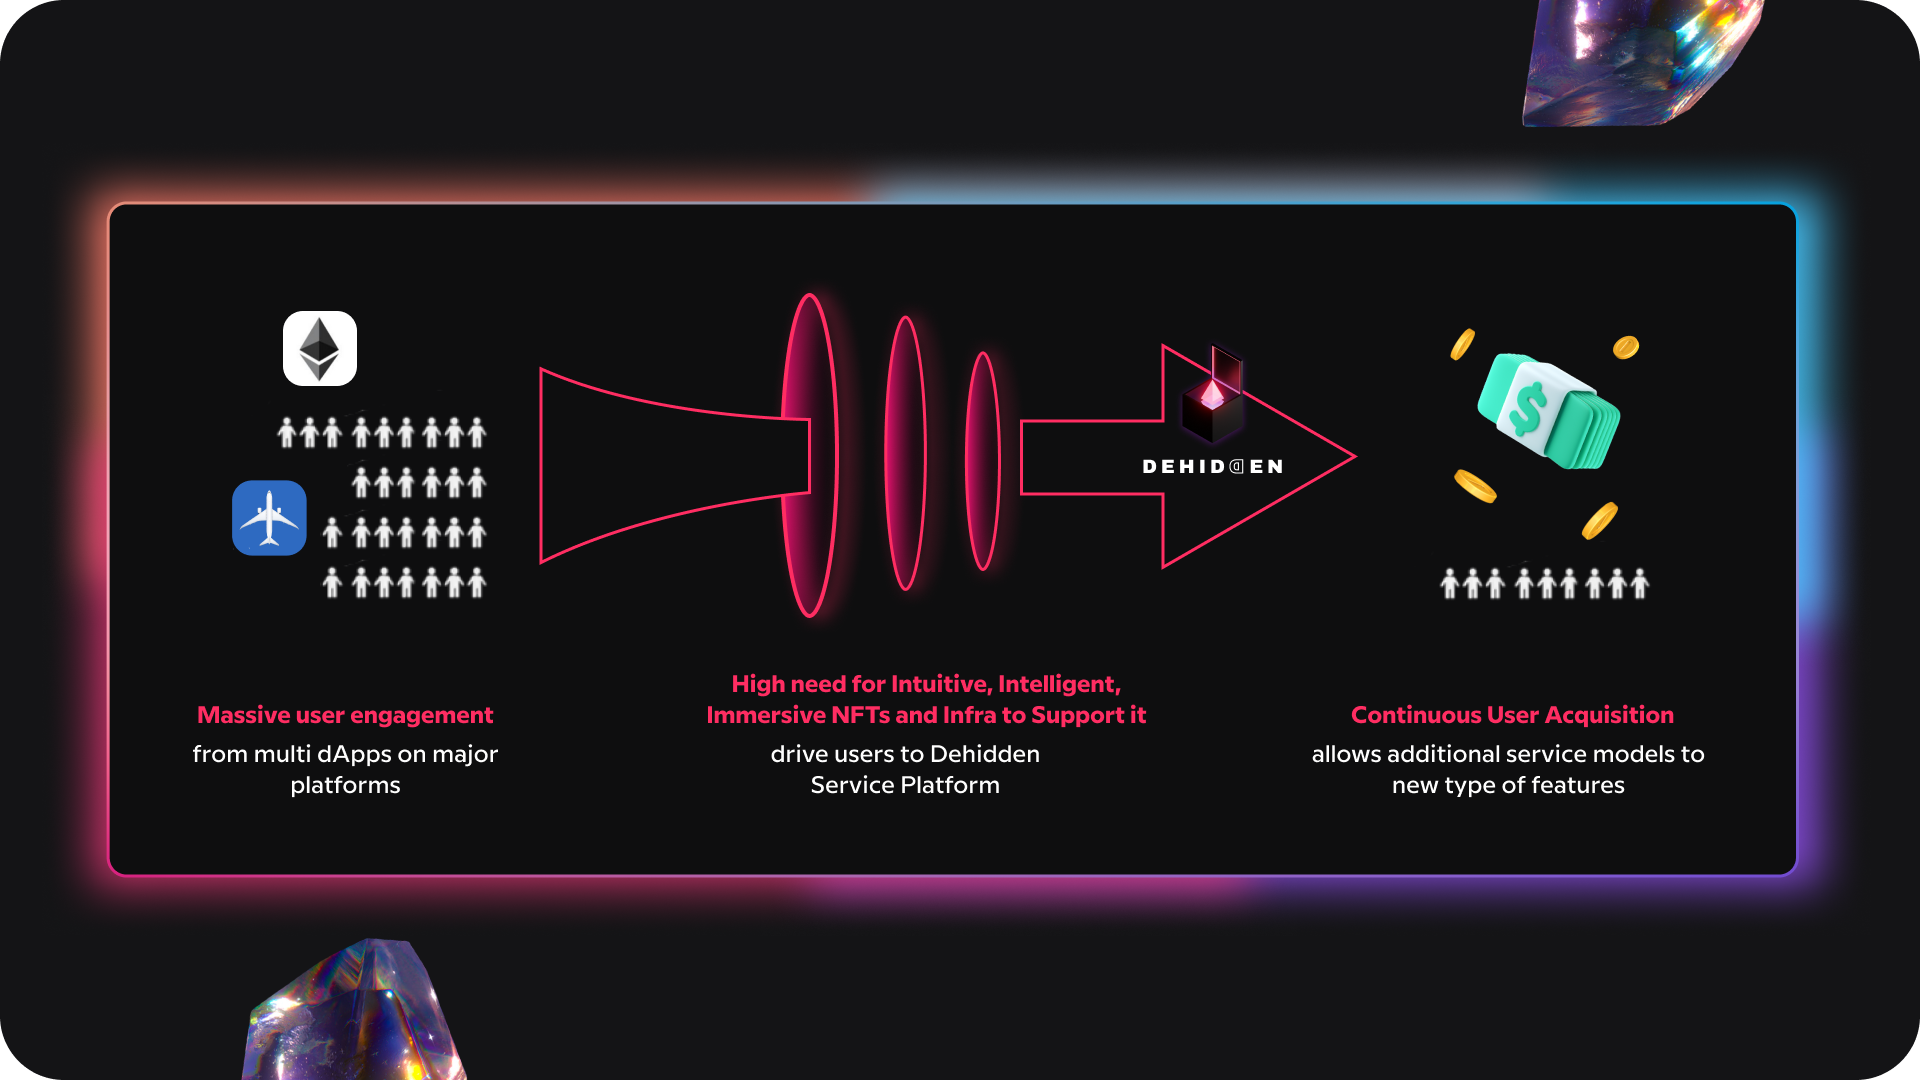 DEHIDDEN
Massive user engagement
from multi dApps on major
platforms
High need for Intuitive, Intelligent,
Immersive NFTs and Infra to Support it
drive users to Dehidden
Service Platform
Continuous User Acquisition
allows additional service models to
new type of features